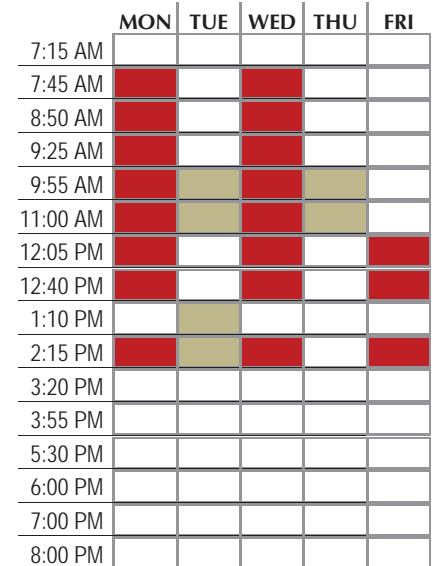 MON TUE WED THU FRI
7:15 AM
7:45 AM
8:50 AM
9:25 AM
9:55 AM
11:00 AM
12:05 PM
12:40 PM
1:10 PM
2:15 PM
3:20 PM
3:55 PM
5:30 PM
6:00 PM
7:00 PM
8:00 PM